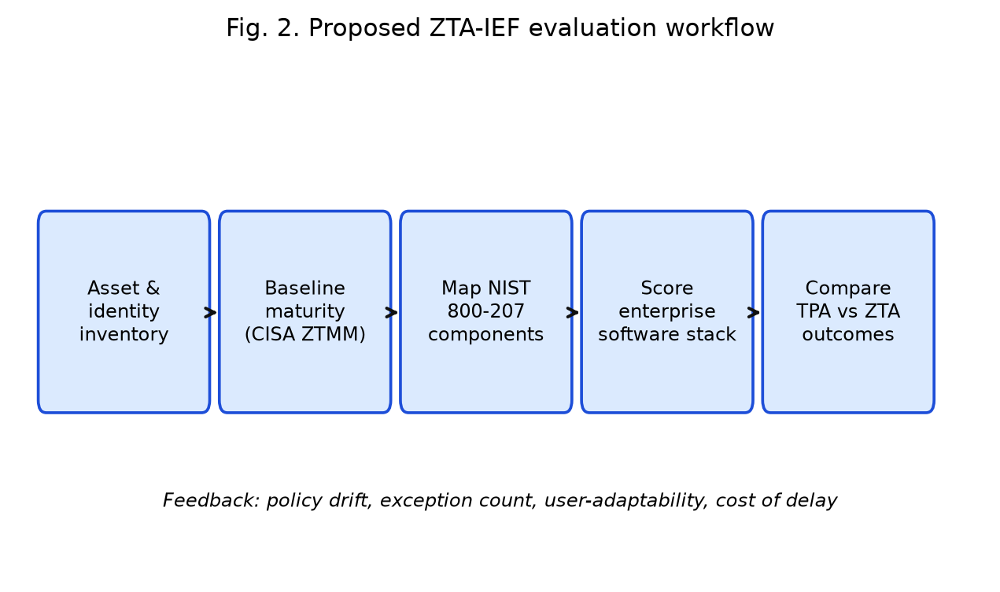 Fig. 2. Proposed ZTA-IEF evaluation workflow
Asset &
identity
inventory
Baseline
maturity
(CISA ZTMM)
Map NIST
800-207
components
Score
enterprise
software stack
Compare
TPA vs ZTA
outcomes
Feedback: policy drift, exception count, user-adaptability, cost of delay